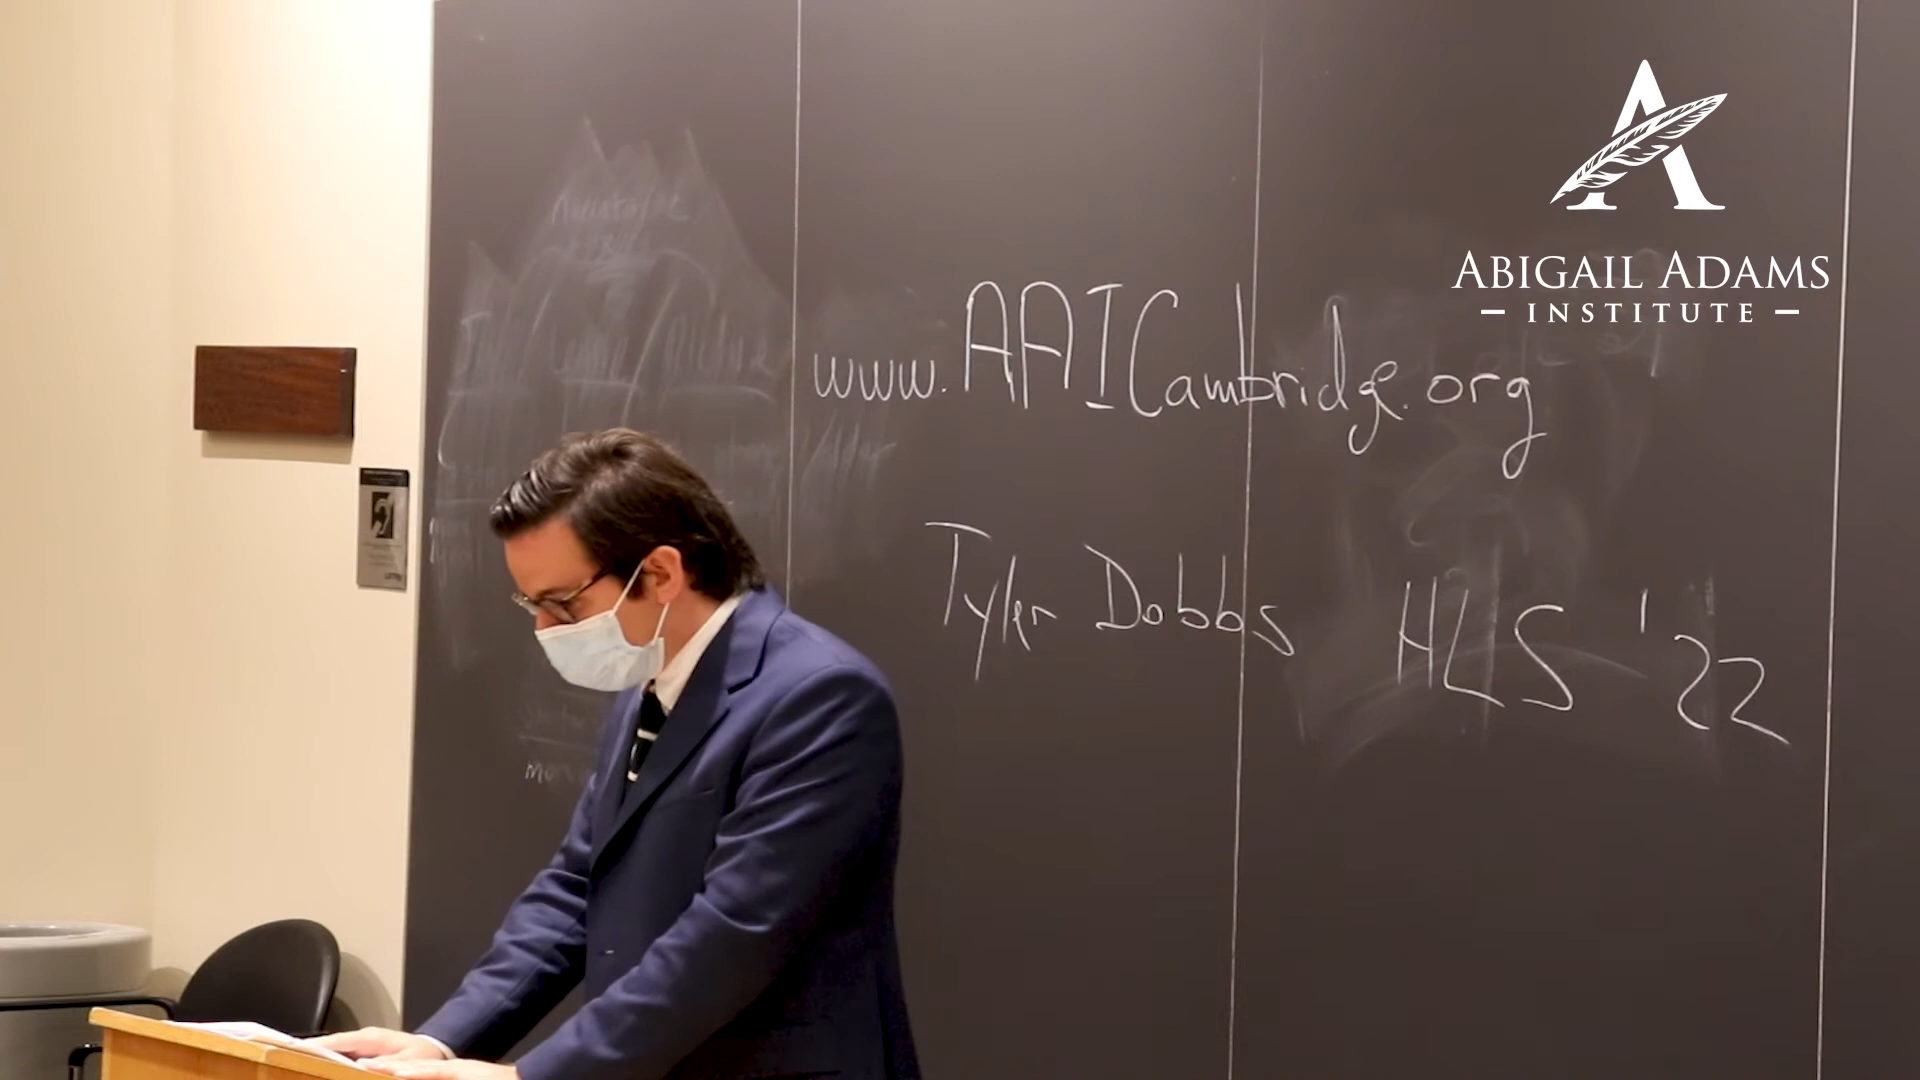 ABIGAIL ADAMS
INSTITUTE
www.AAICambridge.org
Tyler Dobbs HLS '22